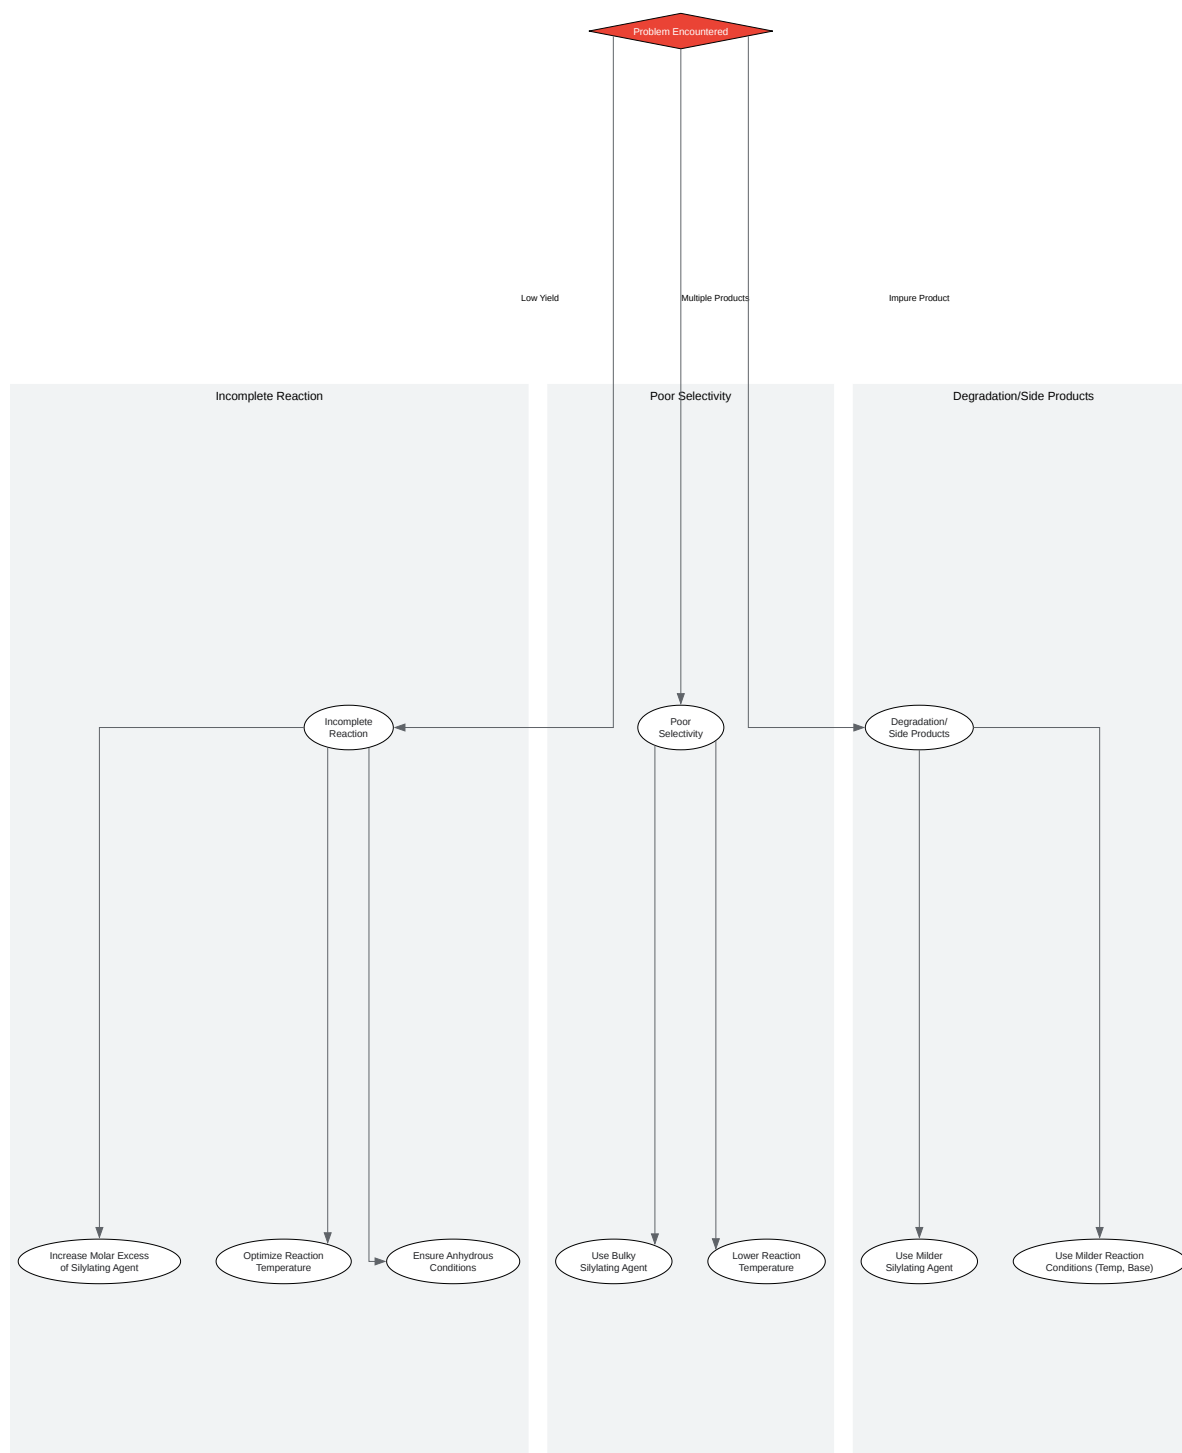 Problem Encountered
Low Yield
Multiple Products
Impure Product
Incomplete Reaction
Poor Selectivity
Degradation/Side Products
Incomplete
Reaction
Poor
Selectivity
Degradation/
Side Products
Increase Molar Excess
of Silylating Agent
Optimize Reaction
Temperature
Ensure Anhydrous
Conditions
Use Bulky
Silylating Agent
Lower Reaction
Temperature
Use Milder
Silylating Agent
Use Milder Reaction
Conditions (Temp, Base)